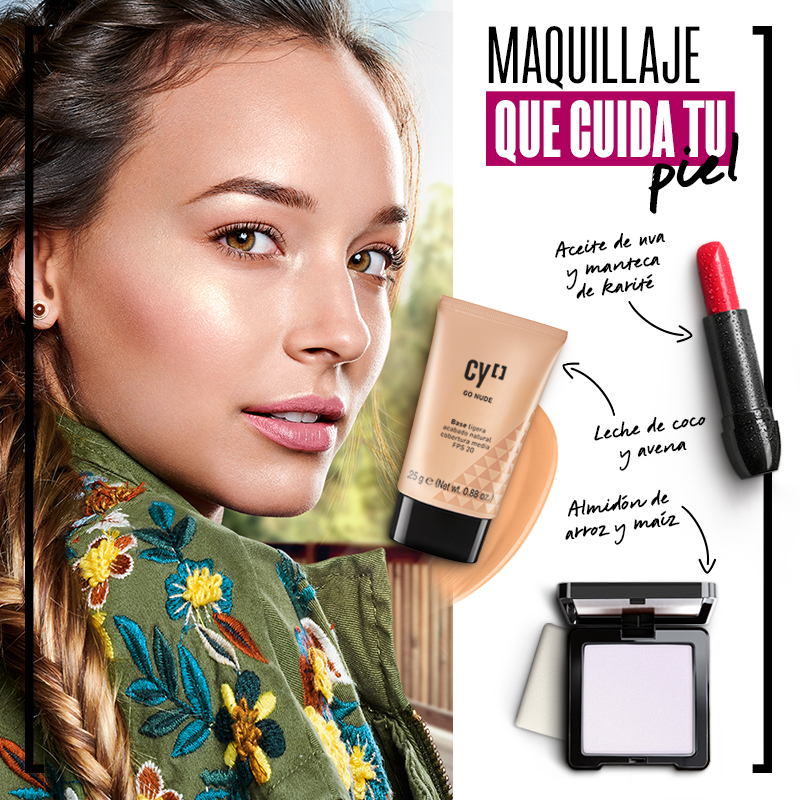 MAQUILLAJE
QUE CUIDA TU
piel
Aceite de uva
y manteca
de karité
cy[]
GO NUDE
Base ligera
acabado natural
cobertura media
FPS 20
25 g e (Net wt. 0.88 oz.)
Leche de coco
y avena
Almidón de
arroz y maíz